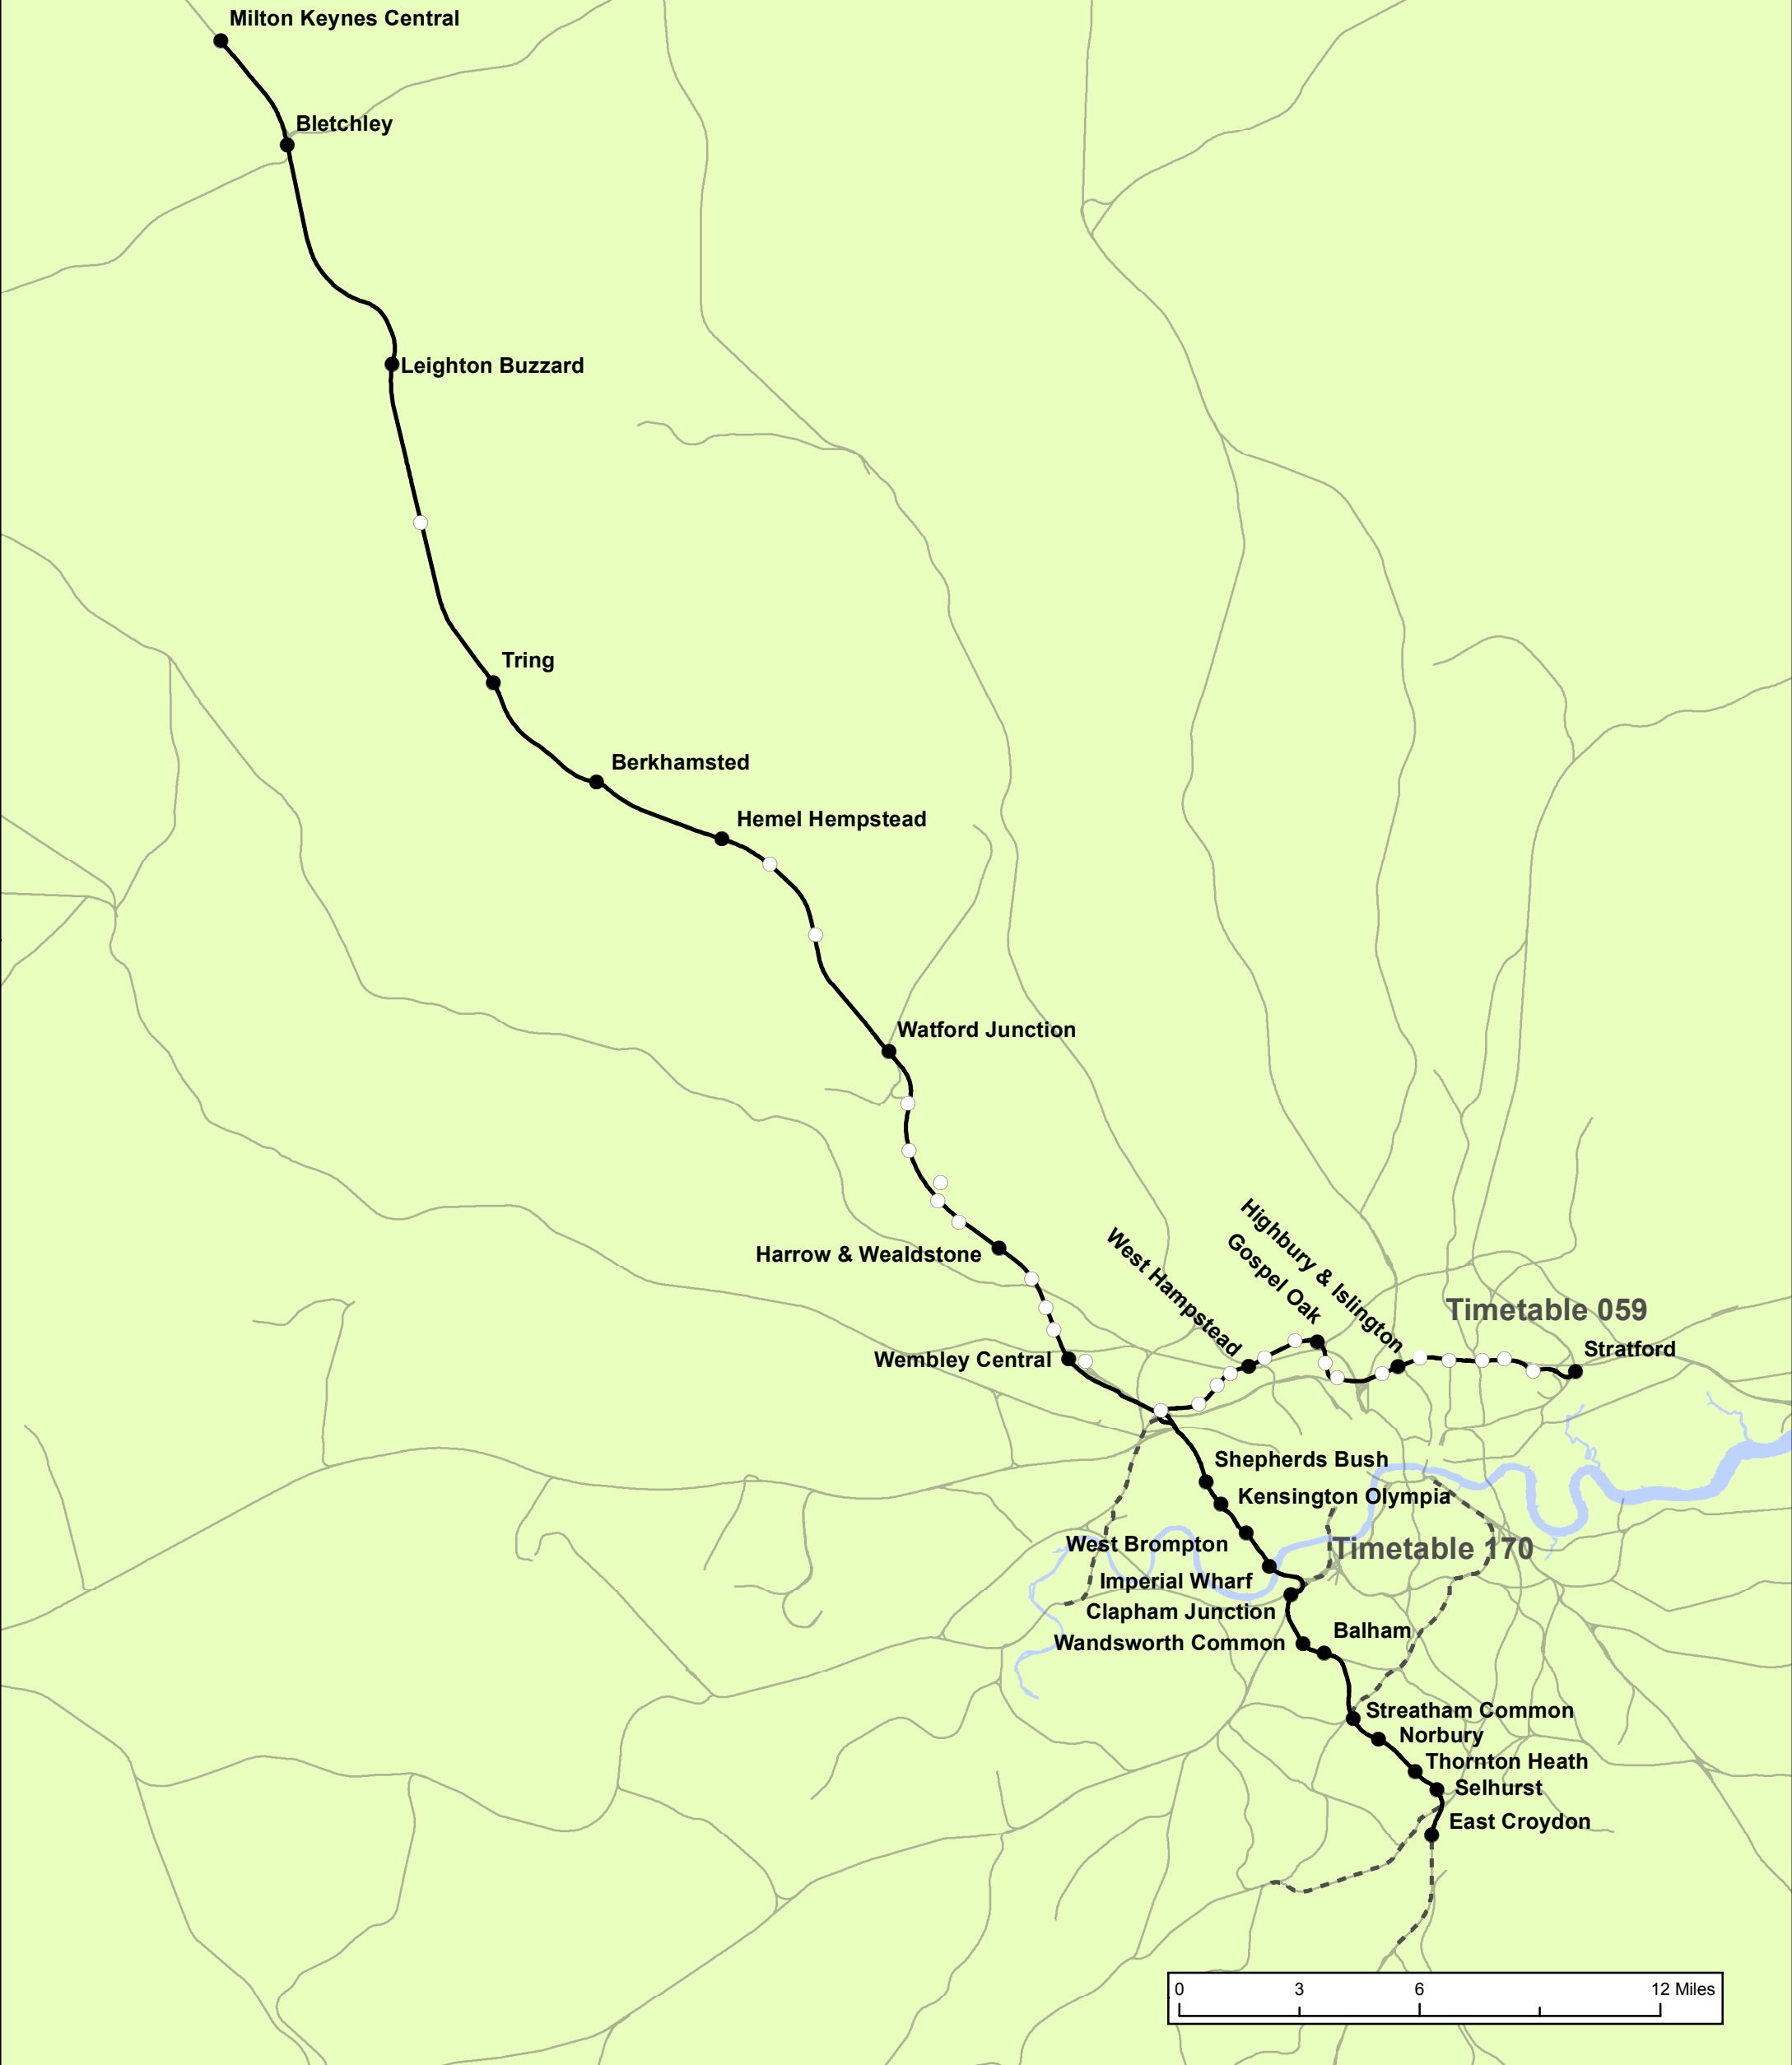 Milton Keynes Central
Bletchley
Leighton Buzzard
Tring
Berkhamsted
Hemel Hempstead
Watford Junction
Harrow & Wealdstone
Wembley Central
West Hampstead
Gospel Oak
Highbury & Islington
Timetable 059
Stratford
Shepherds Bush
Kensington Olympia
West Brompton
Timetable 170
Imperial Wharf
Clapham Junction
Wandsworth Common
Balham
Streatham Common
Norbury
Thornton Heath
Selhurst
East Croydon
0 3 6 12 Miles